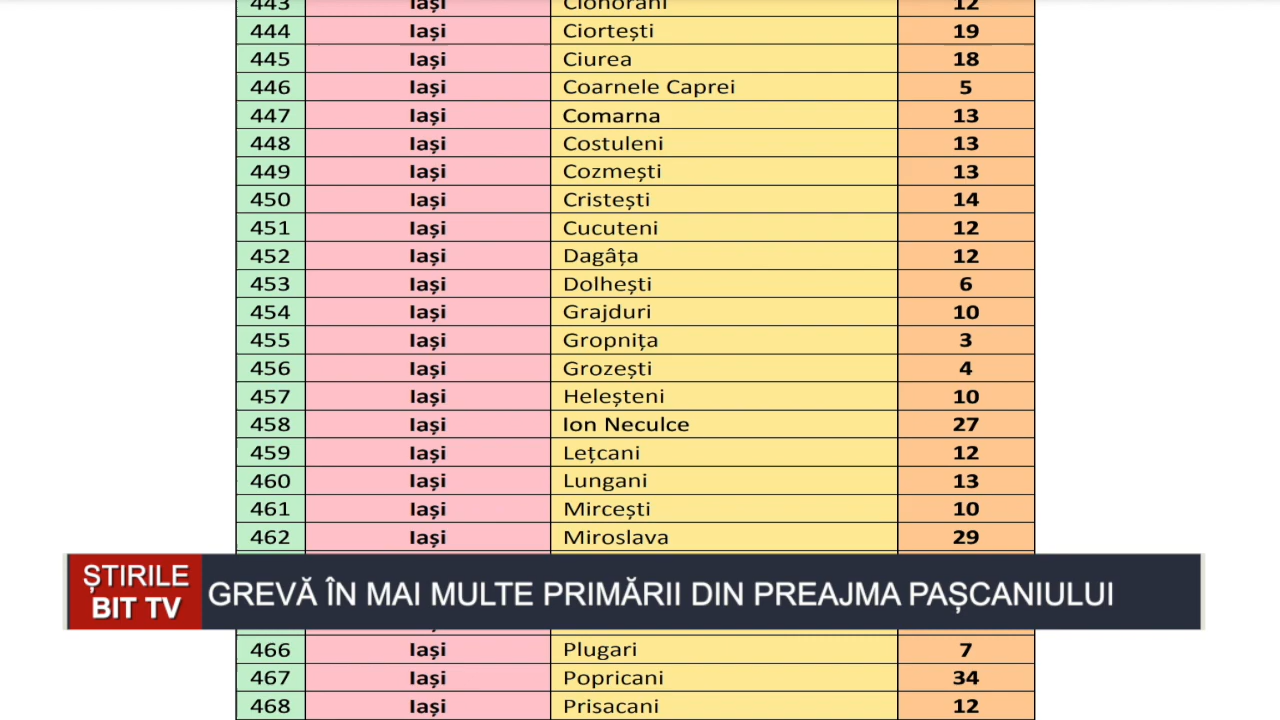 443 Iași Ciohorăni 12
444 Iași Ciortești 19
445 Iași Ciurea 18
446 Iași Coarnele Caprei 5
447 Iași Comarna 13
448 Iași Costuleni 13
449 Iași Cozmești 13
450 Iași Cristești 14
451 Iași Cucuteni 12
452 Iași Dagâța 12
453 Iași Dolhești 6
454 Iași Grajduri 10
455 Iași Gropnița 3
456 Iași Grozești 4
457 Iași Heleșteni 10
458 Iași Ion Neculce 27
459 Iași Lețcani 12
460 Iași Lungani 13
461 Iași Mircești 10
462 Iași Miroslava 29
ȘTIRILE
BIT TV
GREVĂ ÎN MAI MULTE PRIMĂRII DIN PREAJMA PAȘCANIULUI
466 Iași Plugari 7
467 Iași Popricani 34
468 Iași Prisacani 12